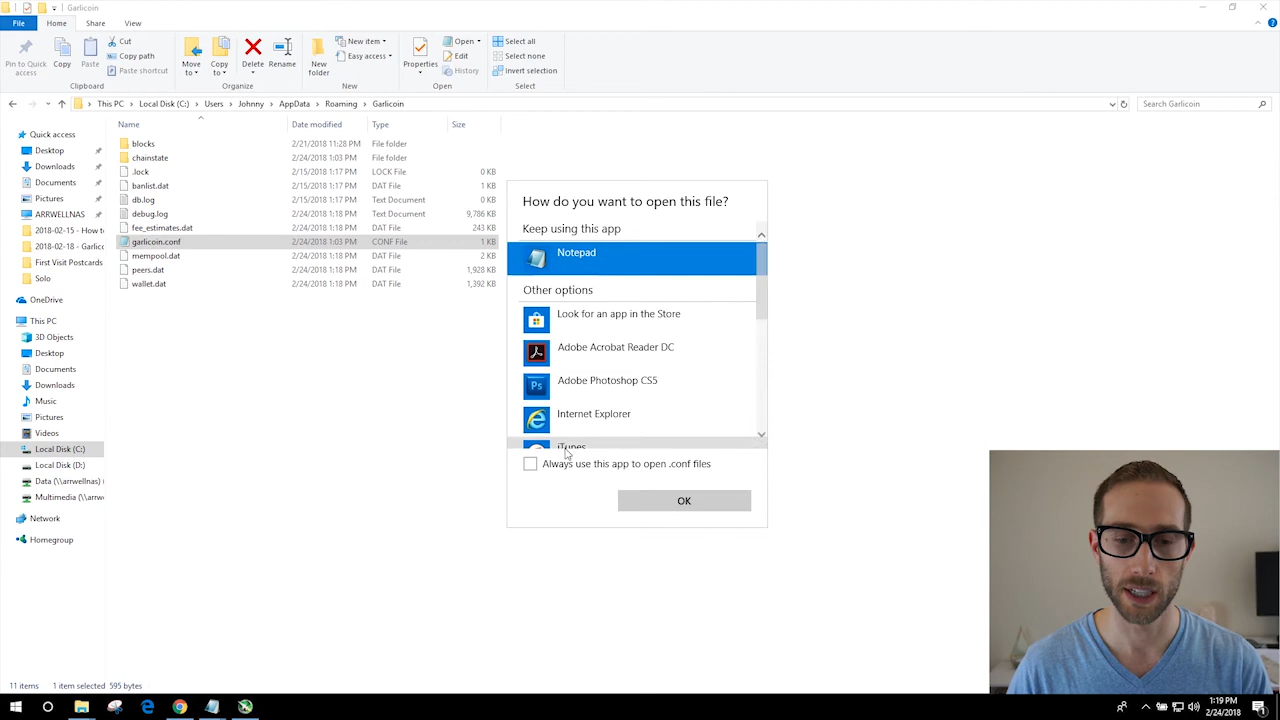 Garlicoin
File Home Share View
Pin to Quick access
Copy
Paste
Cut
Copy path
Paste shortcut
Clipboard
Move to
Copy to
Delete
Rename
Organize
New folder
New item
Easy access
New
Properties
Open
Edit
History
Open
Select all
Select none
Invert selection
Select
This PC > Local Disk (C:) > Users > Johnny > AppData > Roaming > Garlicoin
Search Garlicoin
Quick access
Desktop
Downloads
Documents
Pictures
ARRWELLNAS
2018-02-15 - How to
2018-02-18 - Garlic
First Visit Postcards
Solo
OneDrive
This PC
3D Objects
Desktop
Documents
Downloads
Music
Pictures
Videos
Local Disk (C:)
Local Disk (D:)
Data (\\arrwellnas)
Multimedia (\\arrw
Network
Homegroup
Name Date modified Type Size
blocks 2/21/2018 11:28 PM File folder
chainstate 2/24/2018 1:03 PM File folder
.lock 2/15/2018 1:17 PM LOCK File 0 KB
banlist.dat 2/15/2018 1:17 PM DAT File 1 KB
db.log 2/15/2018 1:17 PM Text Document 0 KB
debug.log 2/24/2018 1:18 PM Text Document 9,786 KB
fee_estimates.dat 2/24/2018 1:18 PM DAT File 243 KB
garlicoin.conf 2/24/2018 1:03 PM CONF File 1 KB
mempool.dat 2/24/2018 1:18 PM DAT File 2 KB
peers.dat 2/24/2018 1:18 PM DAT File 1,928 KB
wallet.dat 2/24/2018 1:18 PM DAT File 1,392 KB
How do you want to open this file?
Keep using this app
Notepad
Other options
Look for an app in the Store
Adobe Acrobat Reader DC
Ps Adobe Photoshop CS5
Internet Explorer
iTunes
Always use this app to open .conf files
OK
11 items 1 item selected 595 bytes
1:19 PM
2/24/2018
1